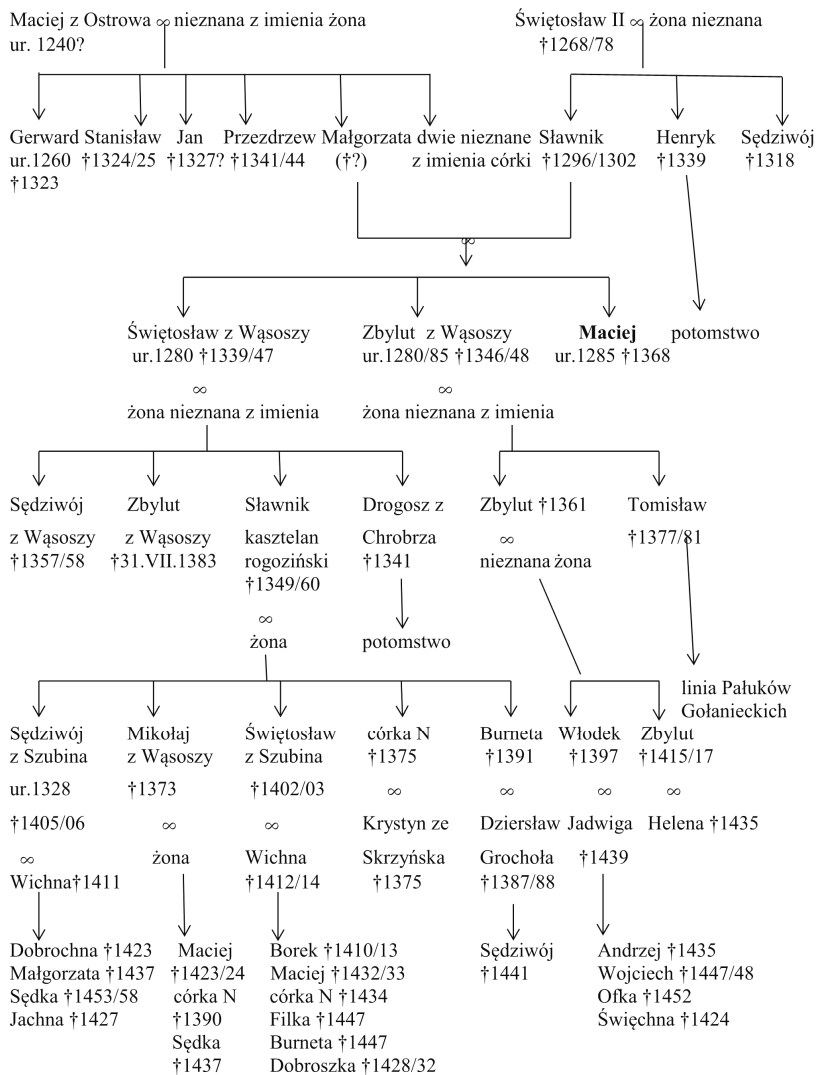 Maciej z Ostrowa ∞ nieznana z imienia żona
ur. 1240?
Świętosław II ∞ żona nieznana
†1268/78
Gerward
ur.1260
†1323
Stanisław
†1324/25
Jan
†1327?
Przezdrzew
†1341/44
Małgorzata
(†?)
dwie nieznane
z imienia córki
Sławnik
†1296/1302
Henryk
†1339
Sędziwój
†1318
∞
Świętosław z Wąsoszy
ur.1280 †1339/47
∞
żona nieznana z imienia
Zbylut z Wąsoszy
ur.1280/85 †1346/48
∞
żona nieznana z imienia
Maciej
ur.1285 †1368
potomstwo
Sędziwój
z Wąsoszy
†1357/58
Zbylut
z Wąsoszy
†31.VII.1383
Sławnik
kasztelan
rogoziński
†1349/60
∞
żona
Drogosz z
Chrobrza
†1341
potomstwo
Zbylut †1361
∞
nieznana żona
Tomisław
†1377/81
linia Pałuków
Gołanieckich
Sędziwój
z Szubina
ur.1328
†1405/06
∞
Wichna†1411
Mikołaj
z Wąsoszy
†1373
∞
żona
Świętosław
z Szubina
†1402/03
∞
Wichna
†1412/14
córka N
†1375
∞
Krystyn ze
Skrzyńska
†1375
Burneta
†1391
∞
Dziersław
Grochoła
†1387/88
Włodek
†1397
∞
Jadwiga
†1439
Zbylut
†1415/17
∞
Helena †1435
Dobrochna †1423
Małgorzata †1437
Sędka †1453/58
Jachna †1427
Maciej
†1423/24
córka N
†1390
Sędka
†1437
Borek †1410/13
Maciej †1432/33
córka N †1434
Filka †1447
Burneta †1447
Dobroszka †1428/32
Sędziwój
†1441
Andrzej †1435
Wojciech †1447/48
Ofka †1452
Święchna †1424